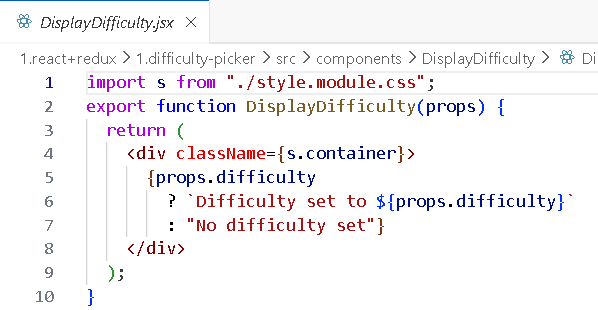 DisplayDifficulty.jsx ×
1.react+redux > 1.difficulty-picker > src > components > DisplayDifficulty > Di
1 import s from "./style.module.css";
2 export function DisplayDifficulty(props) {
3 return (
4 <div className={s.container}>
5 {props.difficulty
6 ? `Difficulty set to ${props.difficulty}`
7 : "No difficulty set"}
8 </div>
9 );
10 }